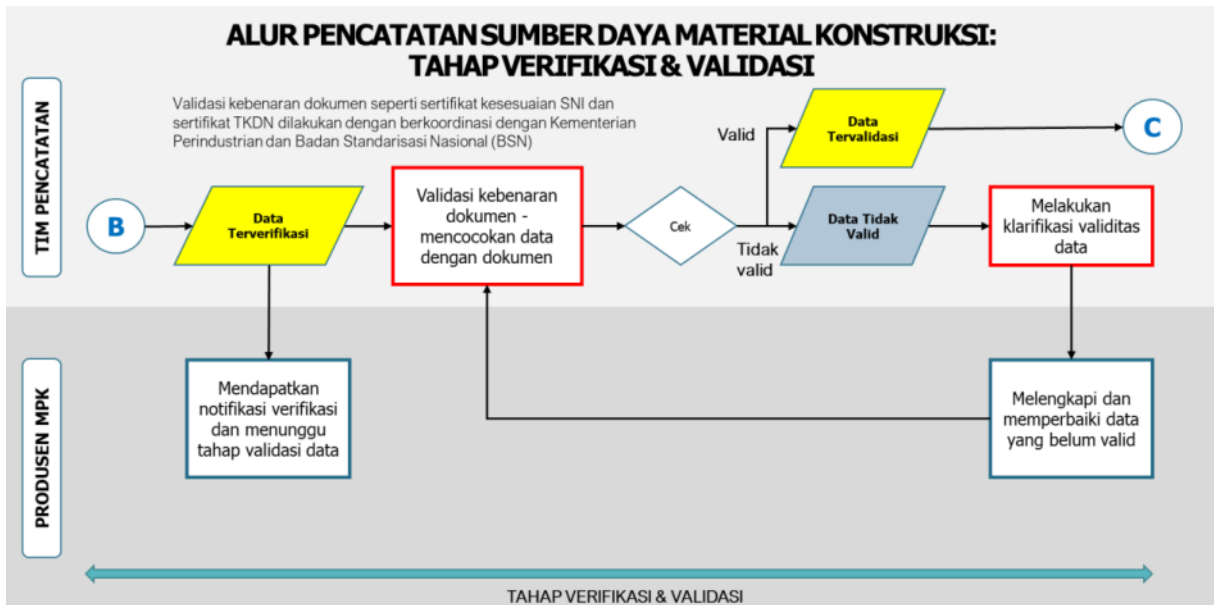 ALUR PENCATATAN SUMBER DAYA MATERIAL KONSTRUKSI:
TAHAP VERIFIKASI & VALIDASI
TIM PENCATATAN
Validasi kebenaran dokumen seperti sertifikat kesesuaian SNI dan
sertifikat TKDN dilakukan dengan berkoordinasi dengan Kementerian
Perindustrian dan Badan Standarisasi Nasional (BSN)
B
Data
Terverifikasi
Validasi kebenaran
dokumen -
mencocokan data
dengan dokumen
Cek
Valid
Data
Tervalidasi
C
Tidak
valid
Data Tidak
Valid
Melakukan
klarifikasi validitas
data
PRODUSEN MPK
Mendapatkan
notifikasi verifikasi
dan menunggu
tahap validasi data
Melengkapi dan
memperbaiki data
yang belum valid
TAHAP VERIFIKASI & VALIDASI